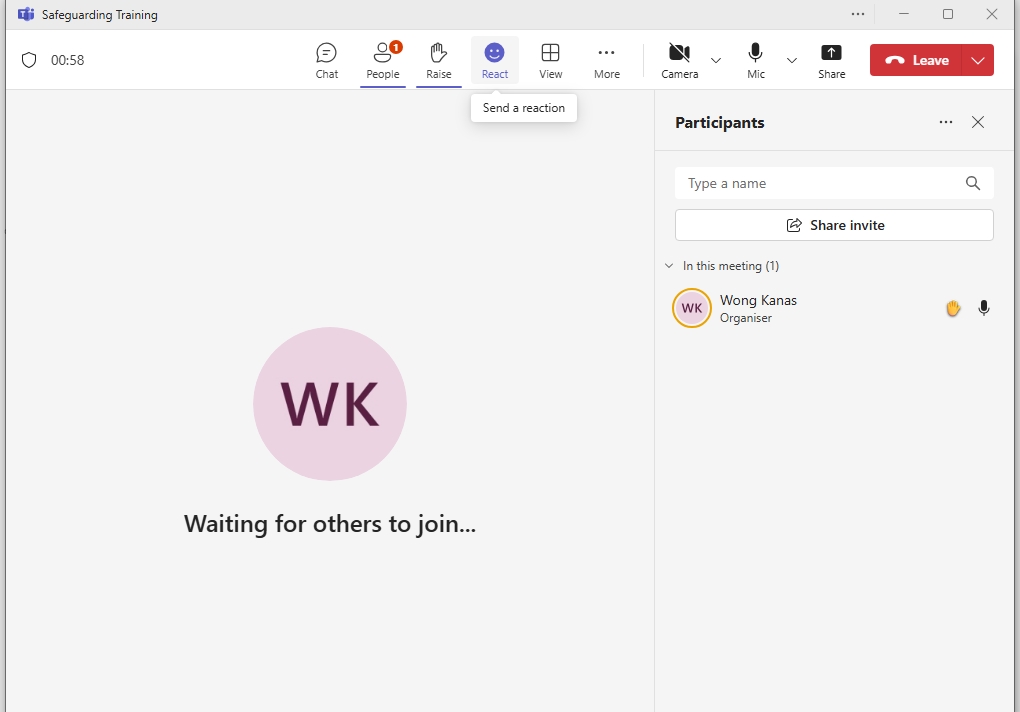 Safeguarding Training
00:58
Chat
People
1
Raise
React
View
More
Camera
Mic
Share
Leave
Send a reaction
Participants
Type a name
Share invite
In this meeting (1)
WK
Wong Kanas
Organiser
WK
Waiting for others to join...